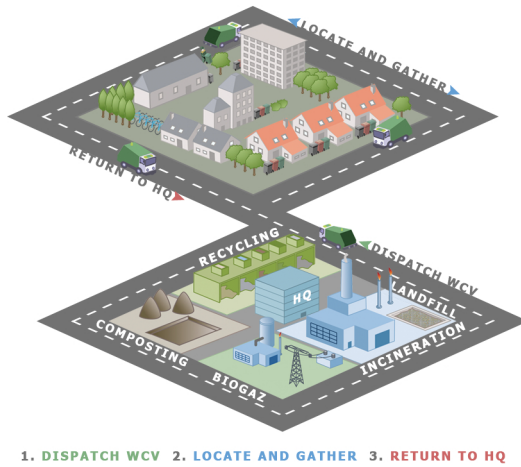 LOCATE AND GATHER
RETURN TO HQ
DISPATCH WCV
RECYCLING
HQ
LANDFILL
COMPOSTING
INCINERATION
BIOGAZ
1. DISPATCH WCV 2. LOCATE AND GATHER 3. RETURN TO HQ